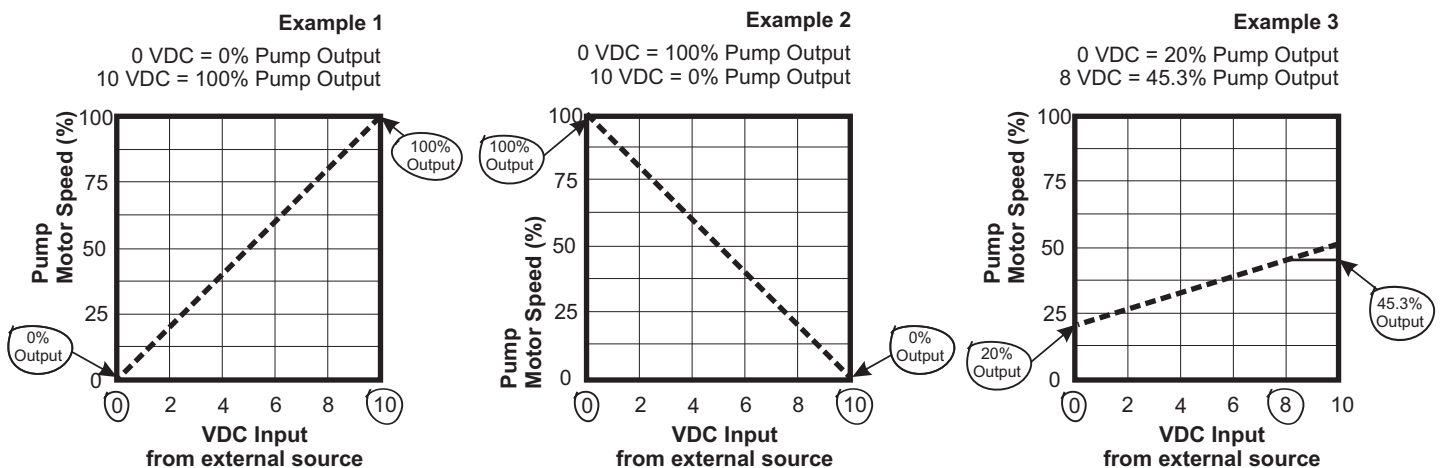 Example 1
0 VDC = 0% Pump Output
10 VDC = 100% Pump Output
Pump
Motor Speed (%)
100
75
50
25
0
100%
Output
0%
Output
0 2 4 6 8 10
VDC Input
from external source
Example 2
0 VDC = 100% Pump Output
10 VDC = 0% Pump Output
Pump
Motor Speed (%)
100
75
50
25
0
100%
Output
0%
Output
0 2 4 6 8 10
VDC Input
from external source
Example 3
0 VDC = 20% Pump Output
8 VDC = 45.3% Pump Output
Pump
Motor Speed (%)
100
75
50
25
0
20%
Output
45.3%
Output
0 2 4 6 8 10
VDC Input
from external source